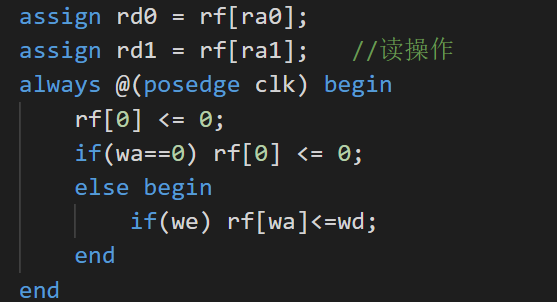 assign rd0 = rf[ra0];
assign rd1 = rf[ra1];   //读操作
always @(posedge clk) begin
    rf[0] <= 0;
    if(wa==0) rf[0] <= 0;
    else begin
        if(we) rf[wa]<=wd;
    end
end